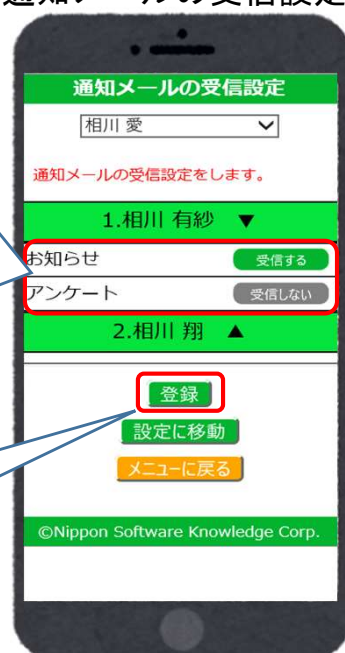 通知メールの受信設定
通知メールの受信設定
相川 愛
通知メールの受信設定をします。
1.相川 有紗 ▼
お知らせ 受信する
アンケート 受信しない
2.相川 翔 ▲
登録
設定に移動
メニューに戻る
©Nippon Software Knowledge Corp.